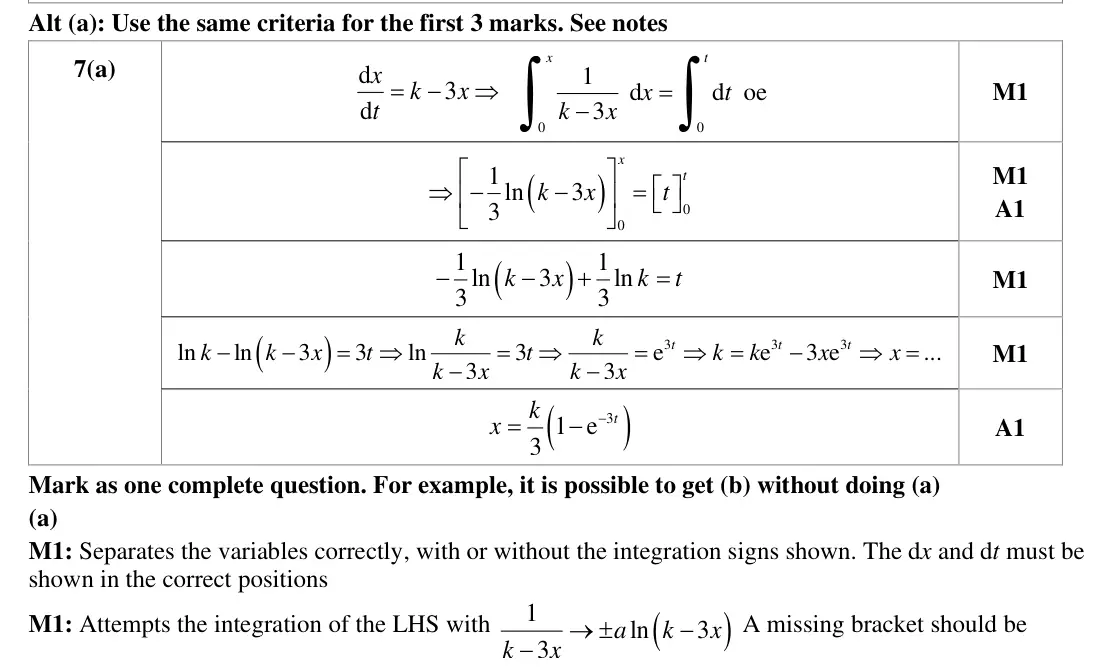 Alt (a): Use the same criteria for the first 3 marks. See notes
7(a)
dx/dt = k − 3x ⇒ ∫₀ˣ 1/(k − 3x) dx = ∫₀ᵗ dt oe M1
⇒ [−1/3 ln(k − 3x)]₀ˣ = [t]₀ᵗ M1 A1
−1/3 ln(k − 3x) + 1/3 ln k = t M1
ln k − ln(k − 3x) = 3t ⇒ ln k/(k − 3x) = 3t ⇒ k/(k − 3x) = e³ᵗ ⇒ k = ke³ᵗ − 3xe³ᵗ ⇒ x = ... M1
x = k/3 (1 − e⁻³ᵗ) A1
Mark as one complete question. For example, it is possible to get (b) without doing (a)
(a)
M1: Separates the variables correctly, with or without the integration signs shown. The dx and dt must be
shown in the correct positions
M1: Attempts the integration of the LHS with 1/(k − 3x) → ±a ln(k − 3x) A missing bracket should be